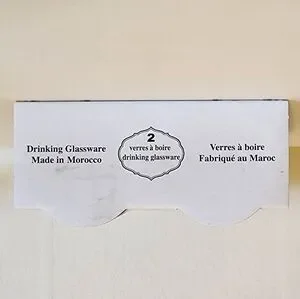 Drinking Glassware
Made in Morocco
2
verres à boire
drinking glassware
Verres à boire
Fabriqué au Maroc